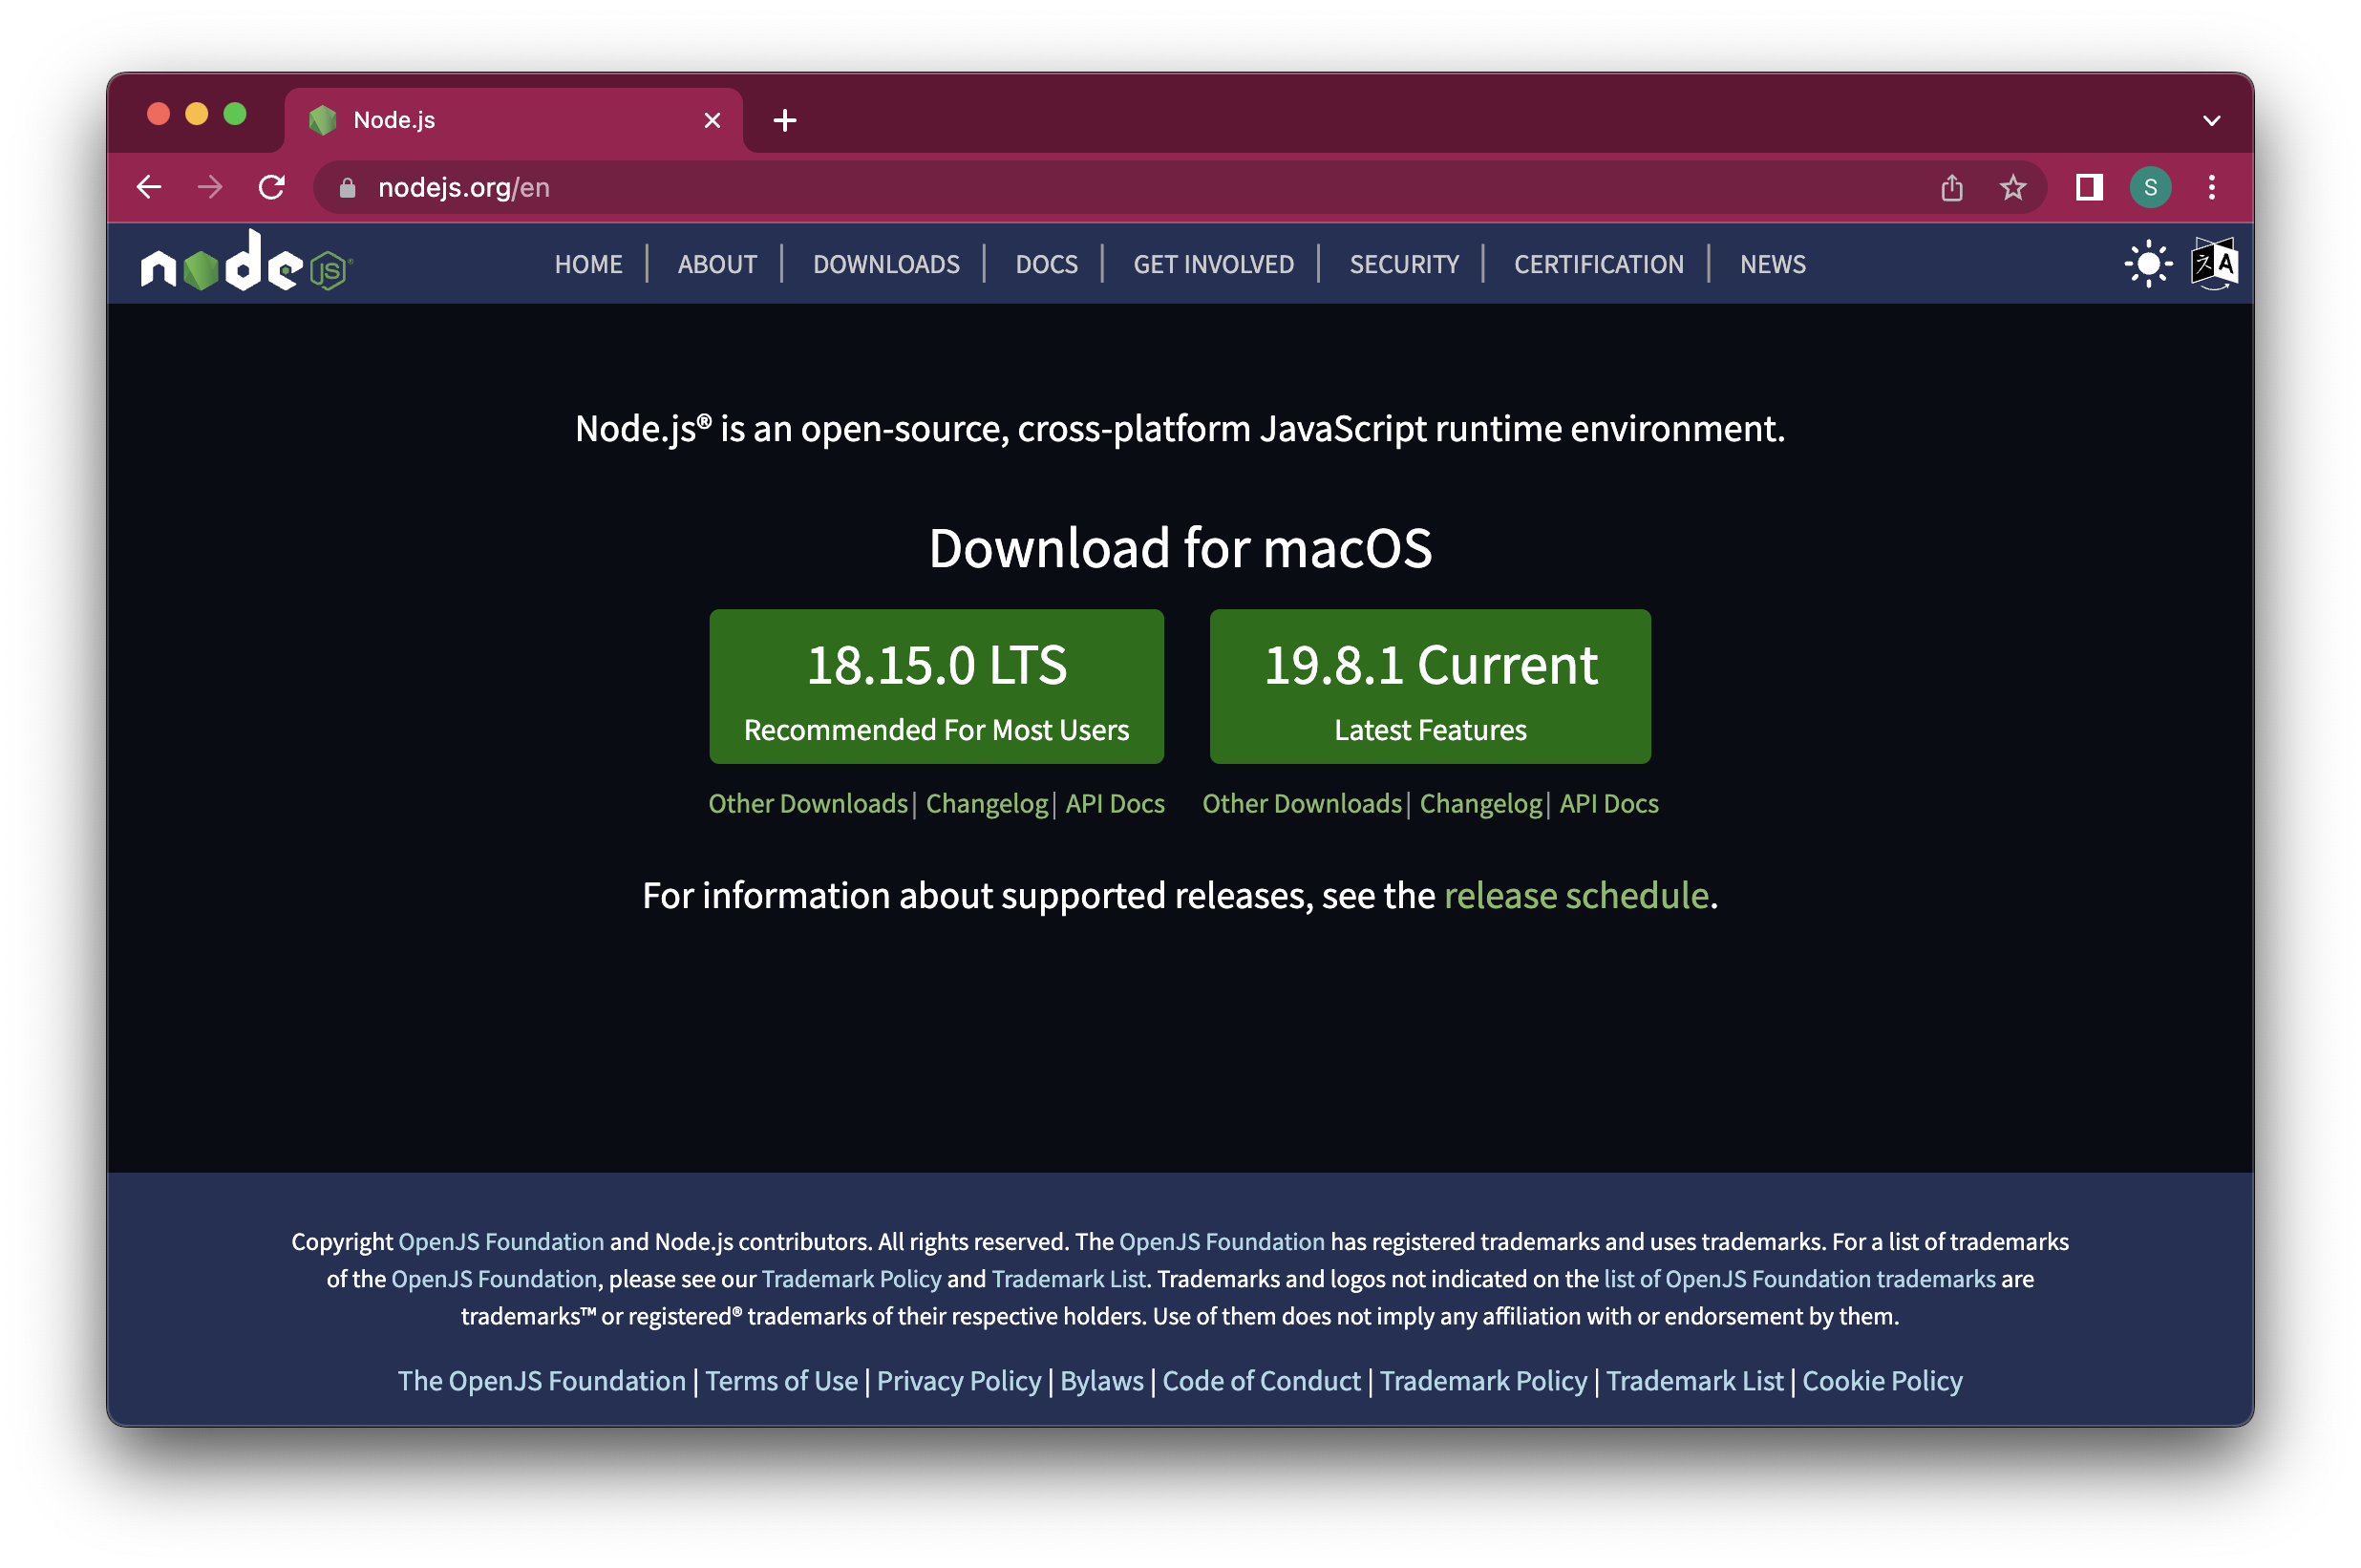 Node.js
nodejs.org/en
S
node JS®
HOME | ABOUT | DOWNLOADS | DOCS | GET INVOLVED | SECURITY | CERTIFICATION | NEWS
A
Node.js® is an open-source, cross-platform JavaScript runtime environment.
Download for macOS
18.15.0 LTS
Recommended For Most Users
Other Downloads | Changelog | API Docs
19.8.1 Current
Latest Features
Other Downloads | Changelog | API Docs
For information about supported releases, see the release schedule.
Copyright OpenJS Foundation and Node.js contributors. All rights reserved. The OpenJS Foundation has registered trademarks and uses trademarks. For a list of trademarks
of the OpenJS Foundation, please see our Trademark Policy and Trademark List. Trademarks and logos not indicated on the list of OpenJS Foundation trademarks are
trademarks™ or registered® trademarks of their respective holders. Use of them does not imply any affiliation with or endorsement by them.
The OpenJS Foundation | Terms of Use | Privacy Policy | Bylaws | Code of Conduct | Trademark Policy | Trademark List | Cookie Policy